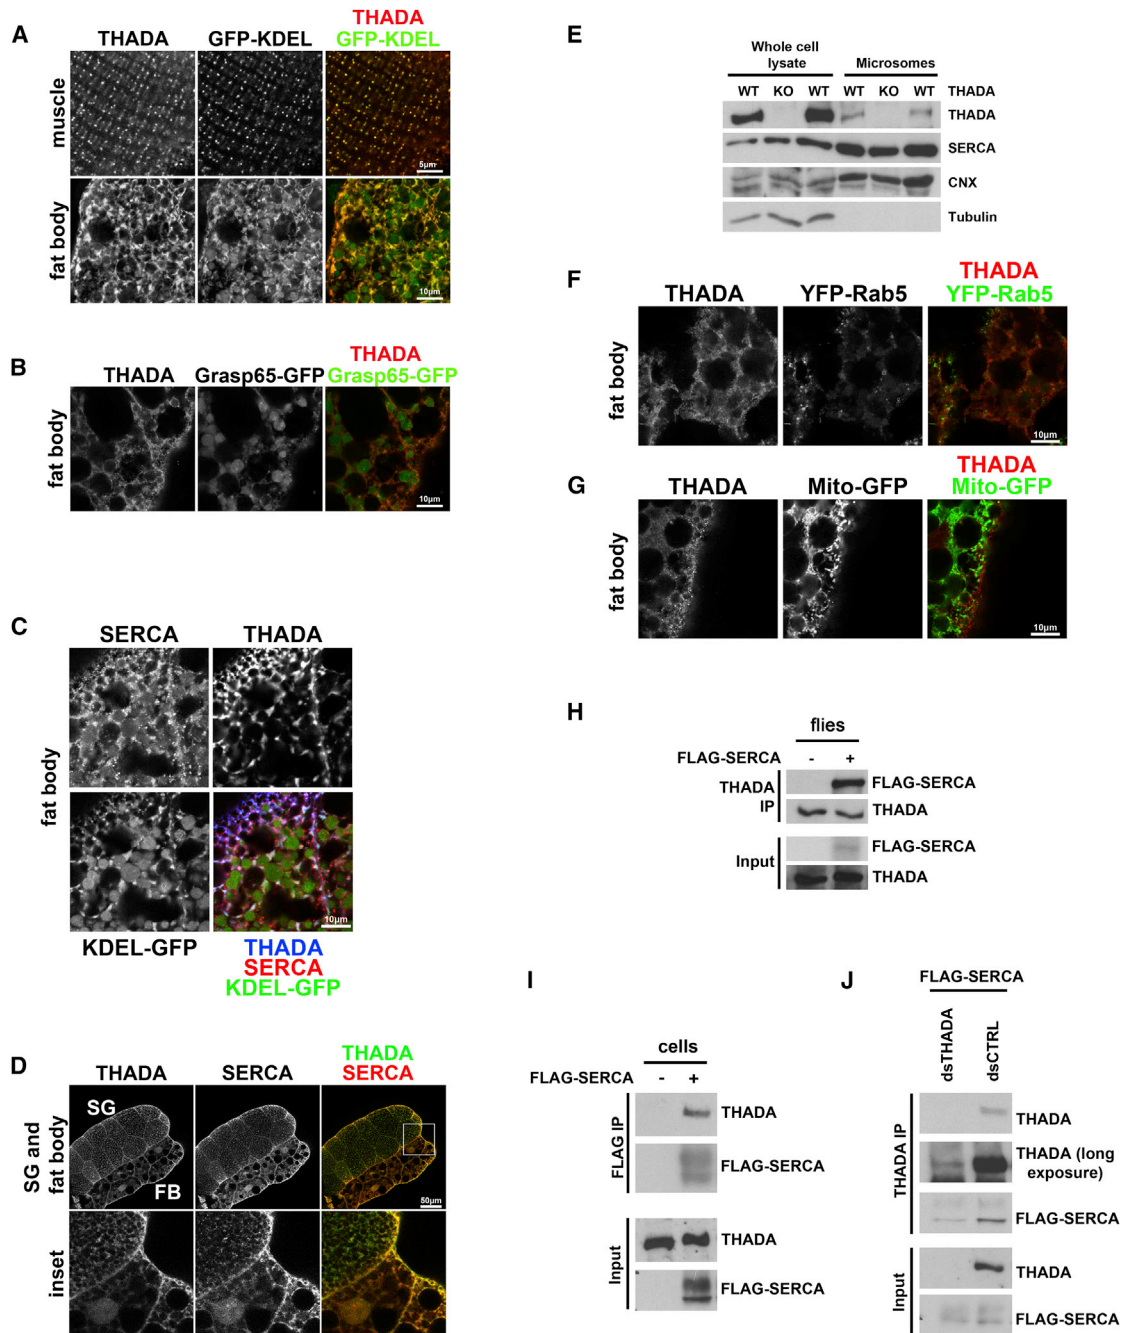 A
THADA GFP-KDEL THADA
GFP-KDEL
muscle
5μm
fat body
10μm
B
THADA Grasp65-GFP THADA
Grasp65-GFP
fat body
10μm
C
SERCA THADA
fat body
10μm
KDEL-GFP THADA
SERCA
KDEL-GFP
D
THADA SERCA THADA
SERCA
SG and
fat body
SG
FB
50μm
inset
E
Whole cell
lysate Microsomes
WT KO WT WT KO WT THADA
THADA
SERCA
CNX
Tubulin
F
THADA YFP-Rab5 THADA
YFP-Rab5
fat body
10μm
G
THADA Mito-GFP THADA
Mito-GFP
fat body
10μm
H
flies
FLAG-SERCA - +
THADA
IP
FLAG-SERCA
THADA
Input
FLAG-SERCA
THADA
I
cells
FLAG-SERCA - +
FLAG IP
THADA
FLAG-SERCA
Input
THADA
FLAG-SERCA
J
FLAG-SERCA
dsTHADA
dsCTRL
THADA IP
THADA
THADA (long
exposure)
FLAG-SERCA
Input
THADA
FLAG-SERCA